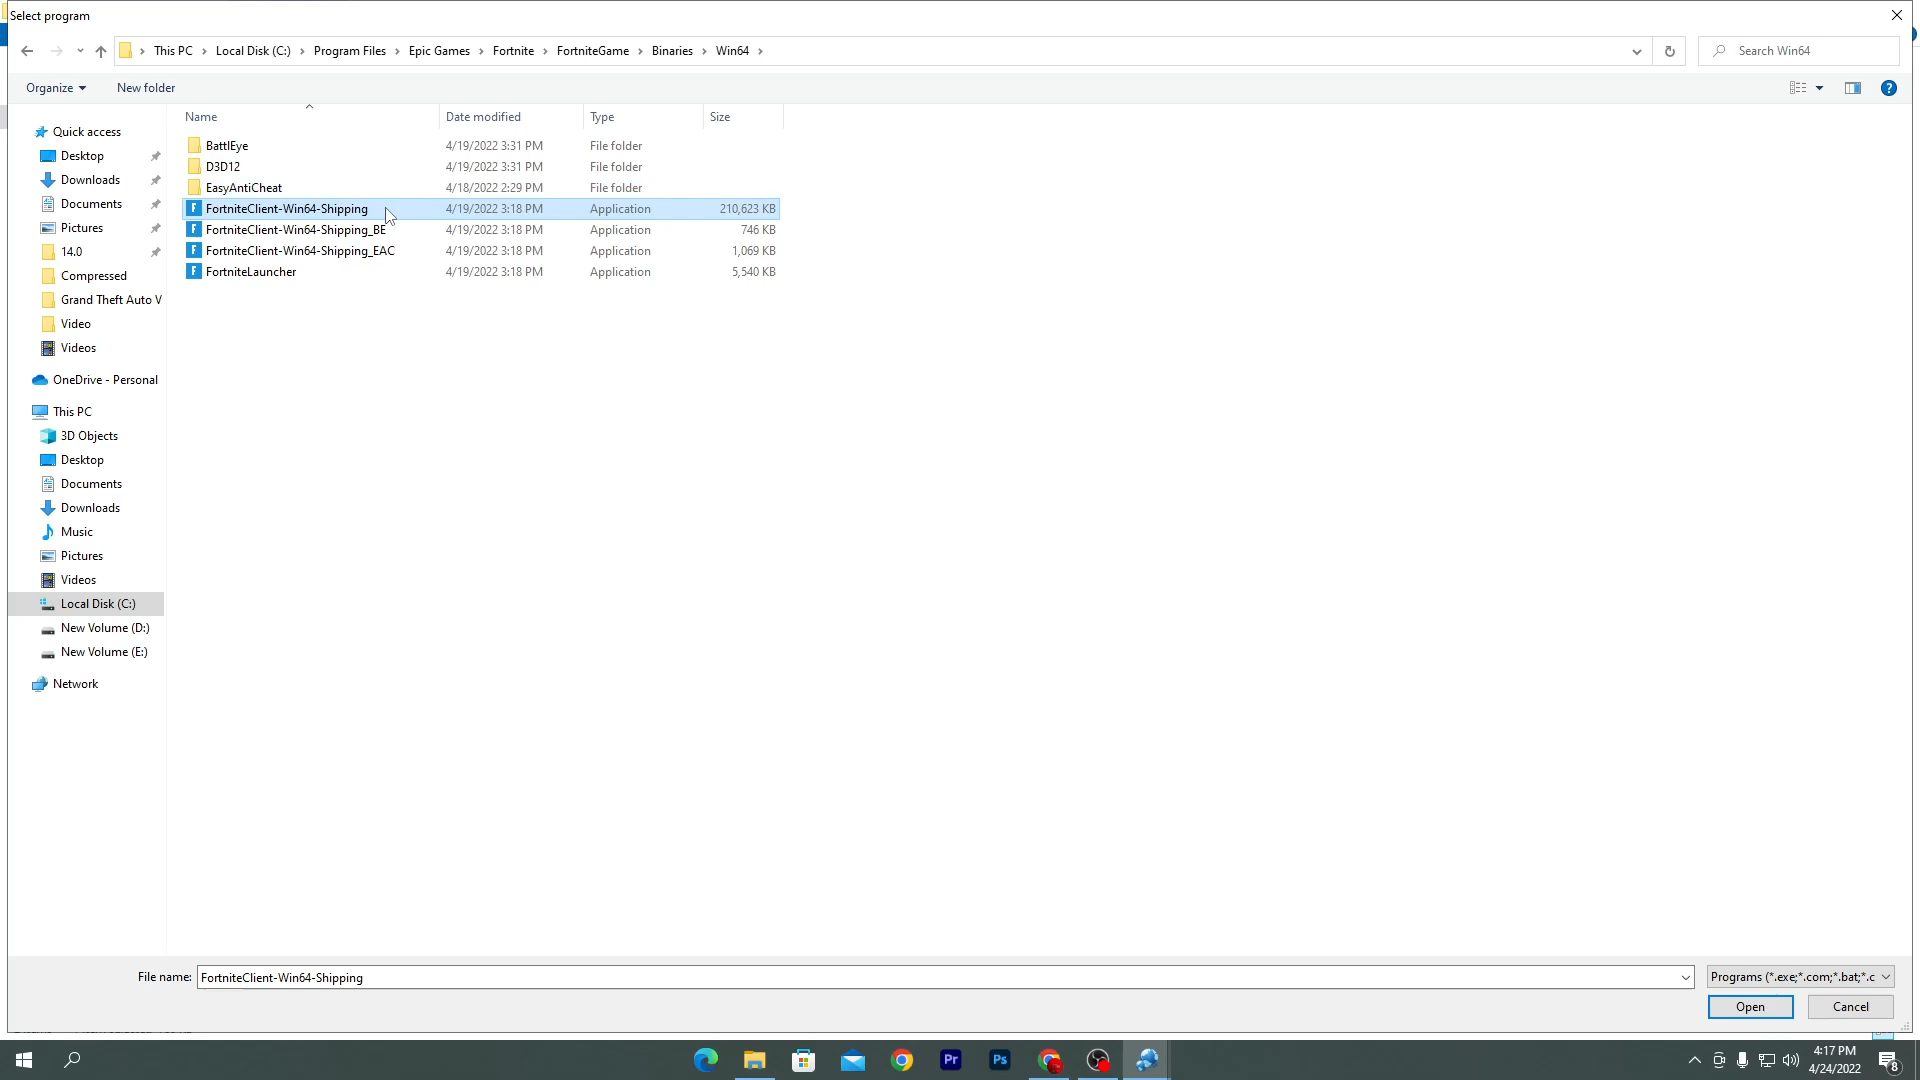 Select program
This PC > Local Disk (C:) > Program Files > Epic Games > Fortnite > FortniteGame > Binaries > Win64 >
Search Win64
Organize
New folder
?
Name
Date modified
Type
Size
Quick access
Desktop
Downloads
Documents
Pictures
14.0
Compressed
Grand Theft Auto V
Video
Videos
OneDrive - Personal
This PC
3D Objects
Desktop
Documents
Downloads
Music
Pictures
Videos
Local Disk (C:)
New Volume (D:)
New Volume (E:)
Network
BattlEye 4/19/2022 3:31 PM File folder
D3D12 4/19/2022 3:31 PM File folder
EasyAntiCheat 4/18/2022 2:29 PM File folder
F FortniteClient-Win64-Shipping 4/19/2022 3:18 PM Application 210,623 KB
F FortniteClient-Win64-Shipping_BE 4/19/2022 3:18 PM Application 746 KB
F FortniteClient-Win64-Shipping_EAC 4/19/2022 3:18 PM Application 1,069 KB
F FortniteLauncher 4/19/2022 3:18 PM Application 5,540 KB
File name: FortniteClient-Win64-Shipping
Programs (*.exe;*.com;*.bat;*.c
Open
Cancel
Pr
Ps
4:17 PM
4/24/2022
8